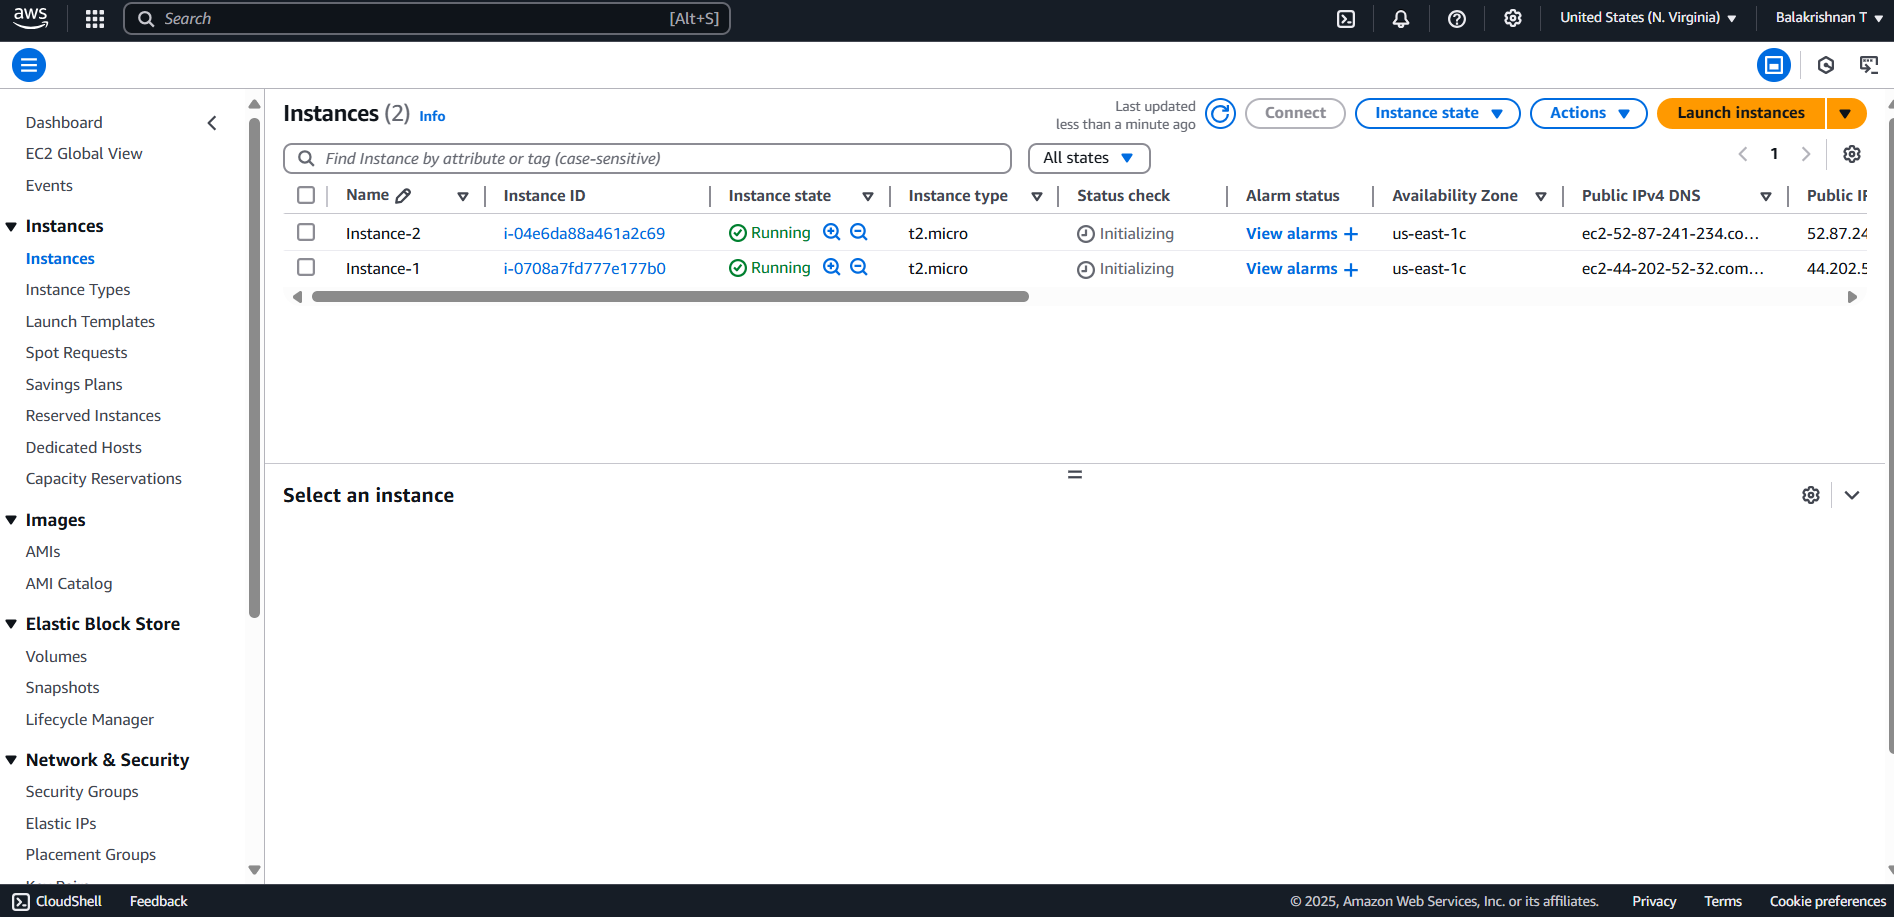 aws Search [Alt+S] United States (N. Virginia) Balakrishnan T
Dashboard
EC2 Global View
Events
Instances
Instances
Instance Types
Launch Templates
Spot Requests
Savings Plans
Reserved Instances
Dedicated Hosts
Capacity Reservations
Images
AMIs
AMI Catalog
Elastic Block Store
Volumes
Snapshots
Lifecycle Manager
Network & Security
Security Groups
Elastic IPs
Placement Groups
Instances (2) Info
Last updated
less than a minute ago
Connect Instance state Actions Launch instances
Find Instance by attribute or tag (case-sensitive) All states 1
Name Instance ID Instance state Instance type Status check Alarm status Availability Zone Public IPv4 DNS Public IP
Instance-2 i-04e6da88a461a2c69 Running t2.micro Initializing View alarms + us-east-1c ec2-52-87-241-234.co... 52.87.24
Instance-1 i-0708a7fd777e177b0 Running t2.micro Initializing View alarms + us-east-1c ec2-44-202-52-32.com... 44.202.5
Select an instance
CloudShell Feedback © 2025, Amazon Web Services, Inc. or its affiliates. Privacy Terms Cookie preferences